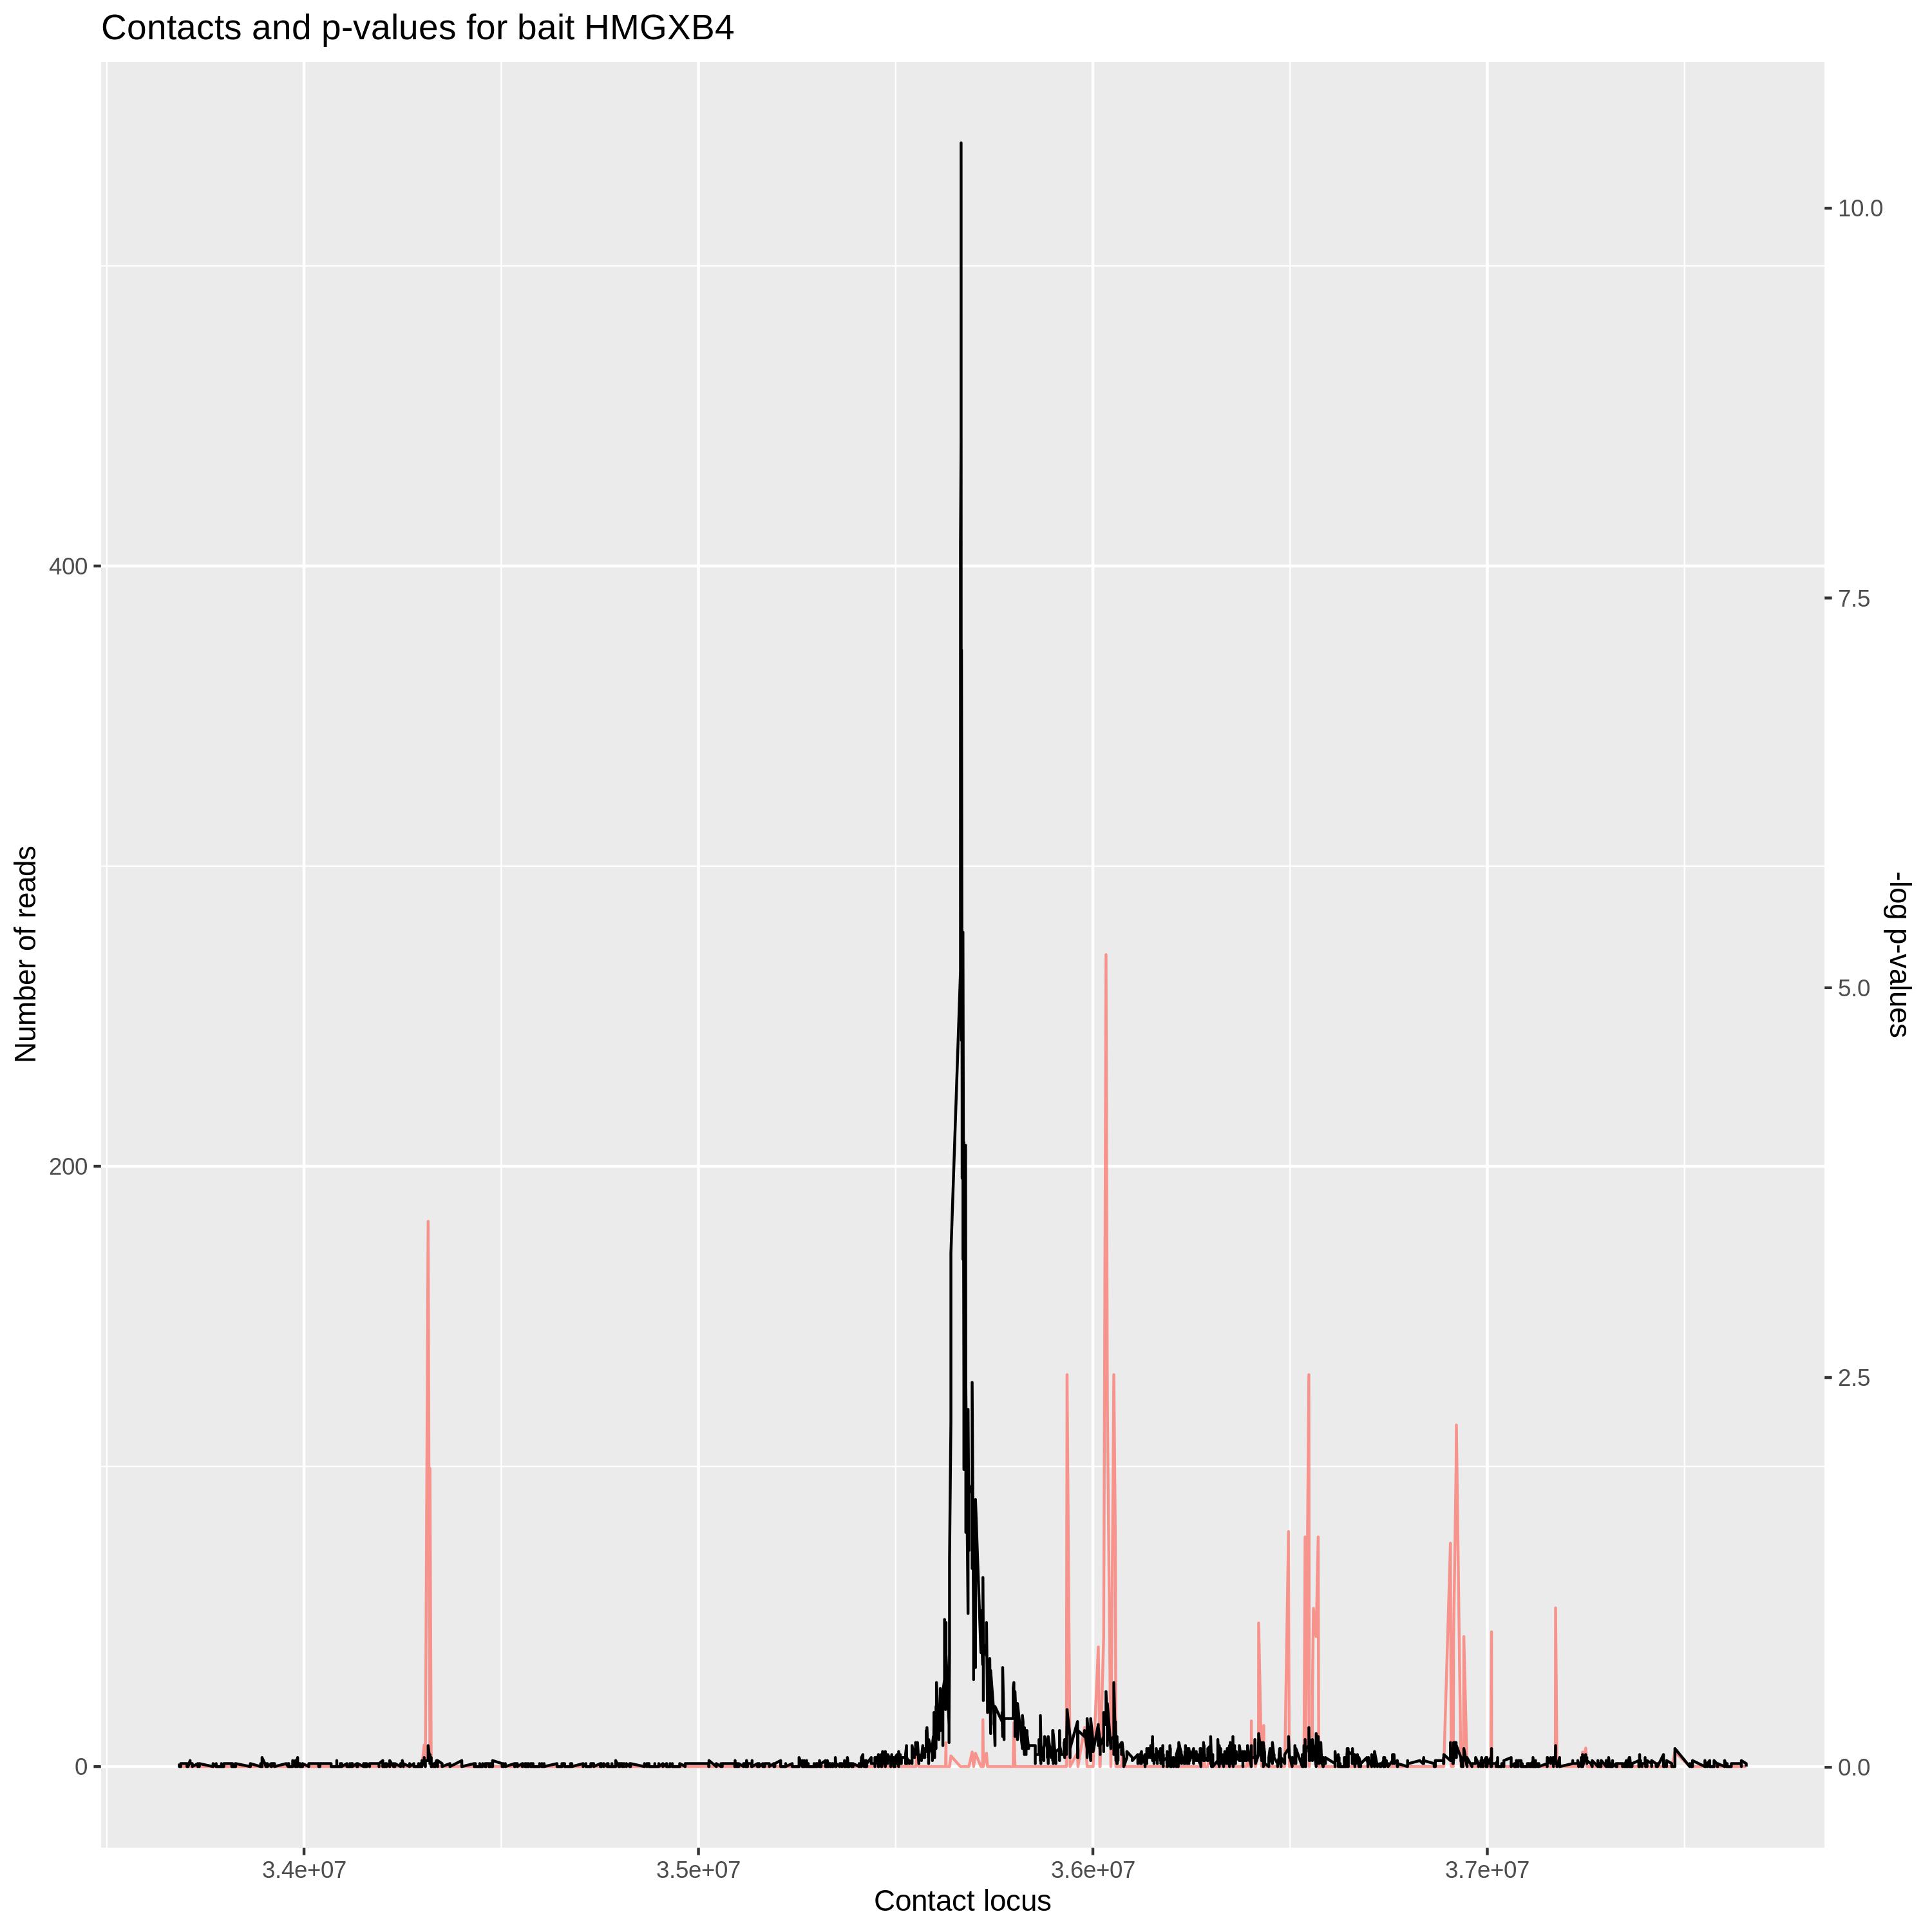 Contacts and p-values for bait HMGXB4
10.0
400
7.5
Number of reads
-log p-values
5.0
200
2.5
0
0.0
3.4e+07
3.5e+07
3.6e+07
3.7e+07
Contact locus